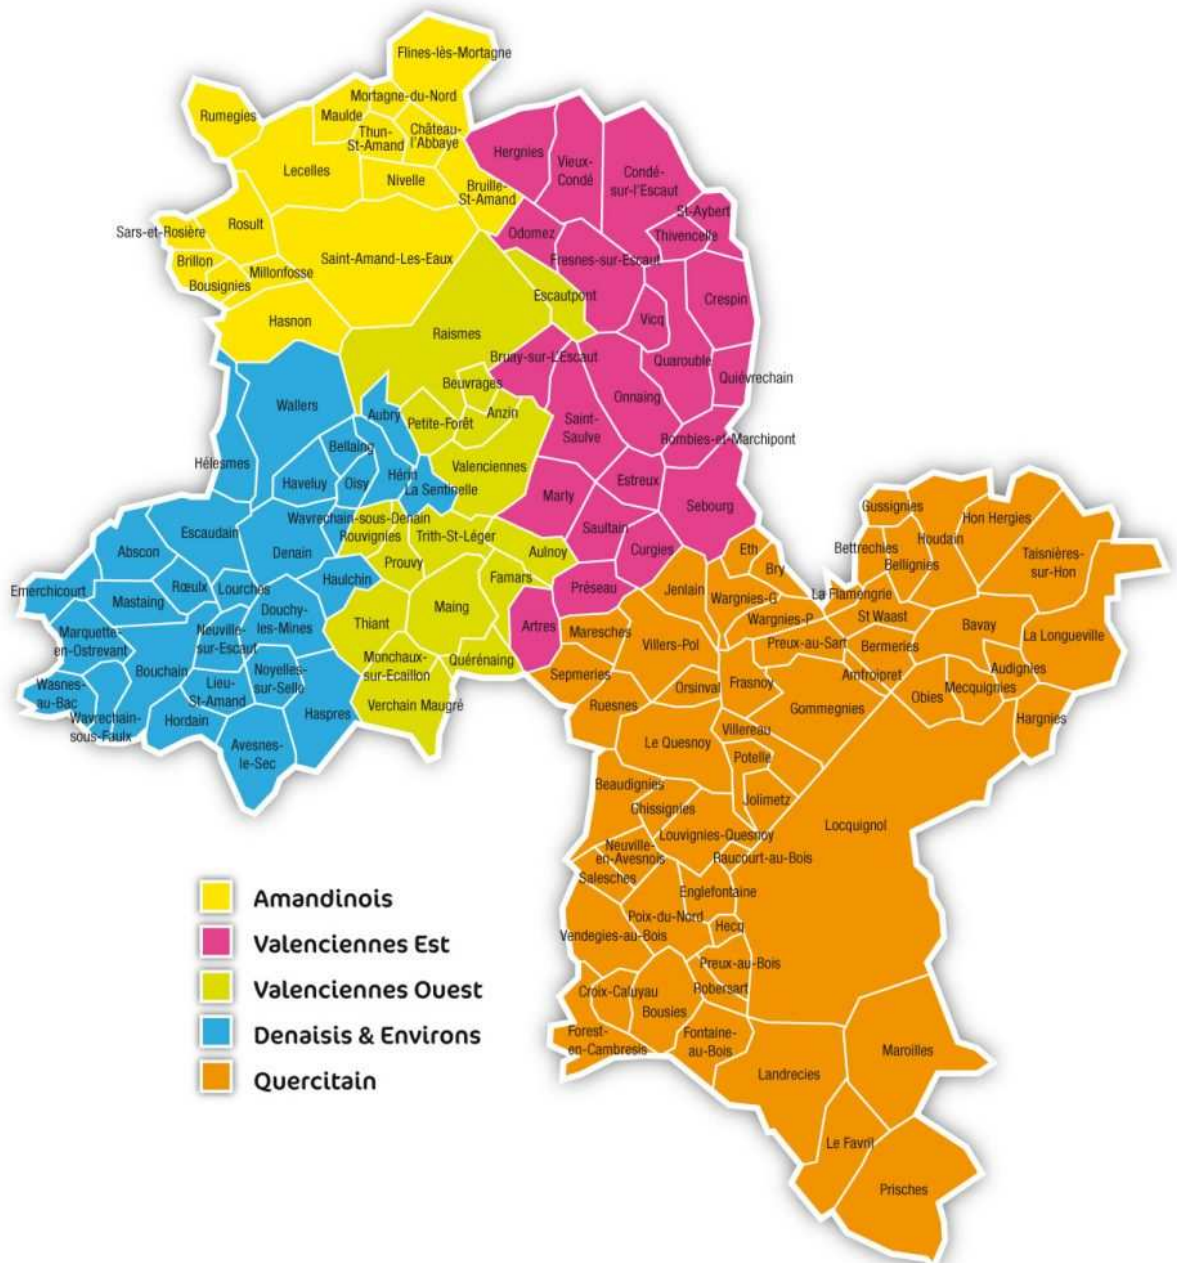 Flines-lès-Mortagne
Mortagne-du-Nord
Rumegies
Maulde
Thun-
St-Amand
Château-
l'Abbaye
Lecelles
Nivelle
Bruille-
St-Amand
Rosult
Sars-et-Rosière
Brillon
Bousignies
Millonfosse
Saint-Amand-Les-Eaux
Hasnon
Hergnies
Vieux-
Condé
Condé-
sur-l'Escaut
St-Aybert
Thivencelle
Odomez
Fresnes-sur-Escaut
Escautpont
Crespin
Vicq
Raismes
Bruay-sur-L'Escaut
Quarouble
Quiévrechain
Beuvrages
Onnaing
Anzin
Petite-Forêt
Saint-
Saulve
Rombies-et-Marchipont
Valenciennes
Estreux
Marly
Sebourg
Saultain
Curgies
Préseau
Artres
Wallers
Aubry
Bellaing
Hélesmes
Haveluy
Oisy
Hérin
La Sentinelle
Wavrechain-sous-Denain
Rouvignies
Trith-St-Léger
Escaudain
Abscon
Denain
Prouvy
Aulnoy
Famars
Haulchin
Emerchicourt
Mastaing
Rœulx
Lourches
Douchy-
les-Mines
Maing
Thiant
Marquette-
en-Ostrevant
Neuville-
sur-Escaut
Monchaux-
sur-Ecaillon
Quérénaing
Bouchain
Noyelles-
sur-Selle
Lieu-
St-Amand
Wasnes-
au-Bac
Wavrechain-
sous-Faulx
Hordain
Haspres
Verchain Maugré
Avesnes-
le-Sec
Gussignies
Hon Hergies
Houdain
Bettrechies
Bellignies
Taisnières-
sur-Hon
Eth
Bry
La Flamengrie
Jenlain
Wargnies-G
Wargnies-P
St Waast
Bavay
La Longueville
Maresches
Villers-Pol
Preux-au-Sart
Bermeries
Audignies
Sepmeries
Orsinval
Frasnoy
Amfroipret
Mecquignies
Obies
Ruesnes
Gommegnies
Hargnies
Villereau
Le Quesnoy
Potelle
Beaudignies
Jolimetz
Ghissignies
Locquignol
Louvignies-Quesnoy
Neuville-
en-Avesnois
Raucourt-au-Bois
Salesches
Englefontaine
Poix-du-Nord
Hecq
Vendegies-au-Bois
Preux-au-Bois
Robersart
Croix-Caluyau
Bousies
Forest-
en-Cambresis
Fontaine-
au-Bois
Maroilles
Landrecies
Le Favril
Prisches
Amandinois
Valenciennes Est
Valenciennes Ouest
Denaisis & Environs
Quercitain